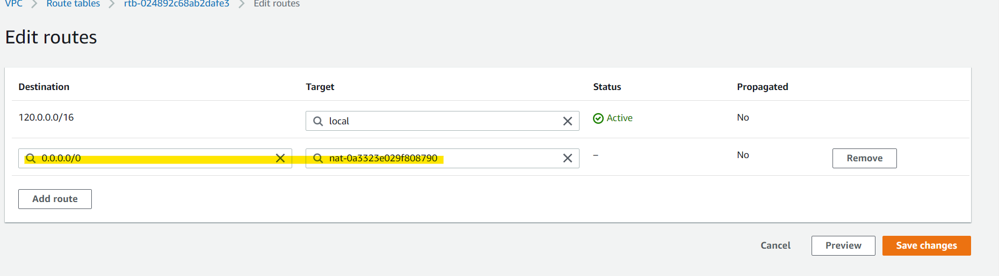 VPC > Route tables > rtb-024892c68ab2dafe3 > Edit routes
Edit routes
Destination Target Status Propagated
120.0.0.0/16 local Active No
0.0.0.0/0 nat-0a3323e029f808790 – No Remove
Add route
Cancel Preview Save changes